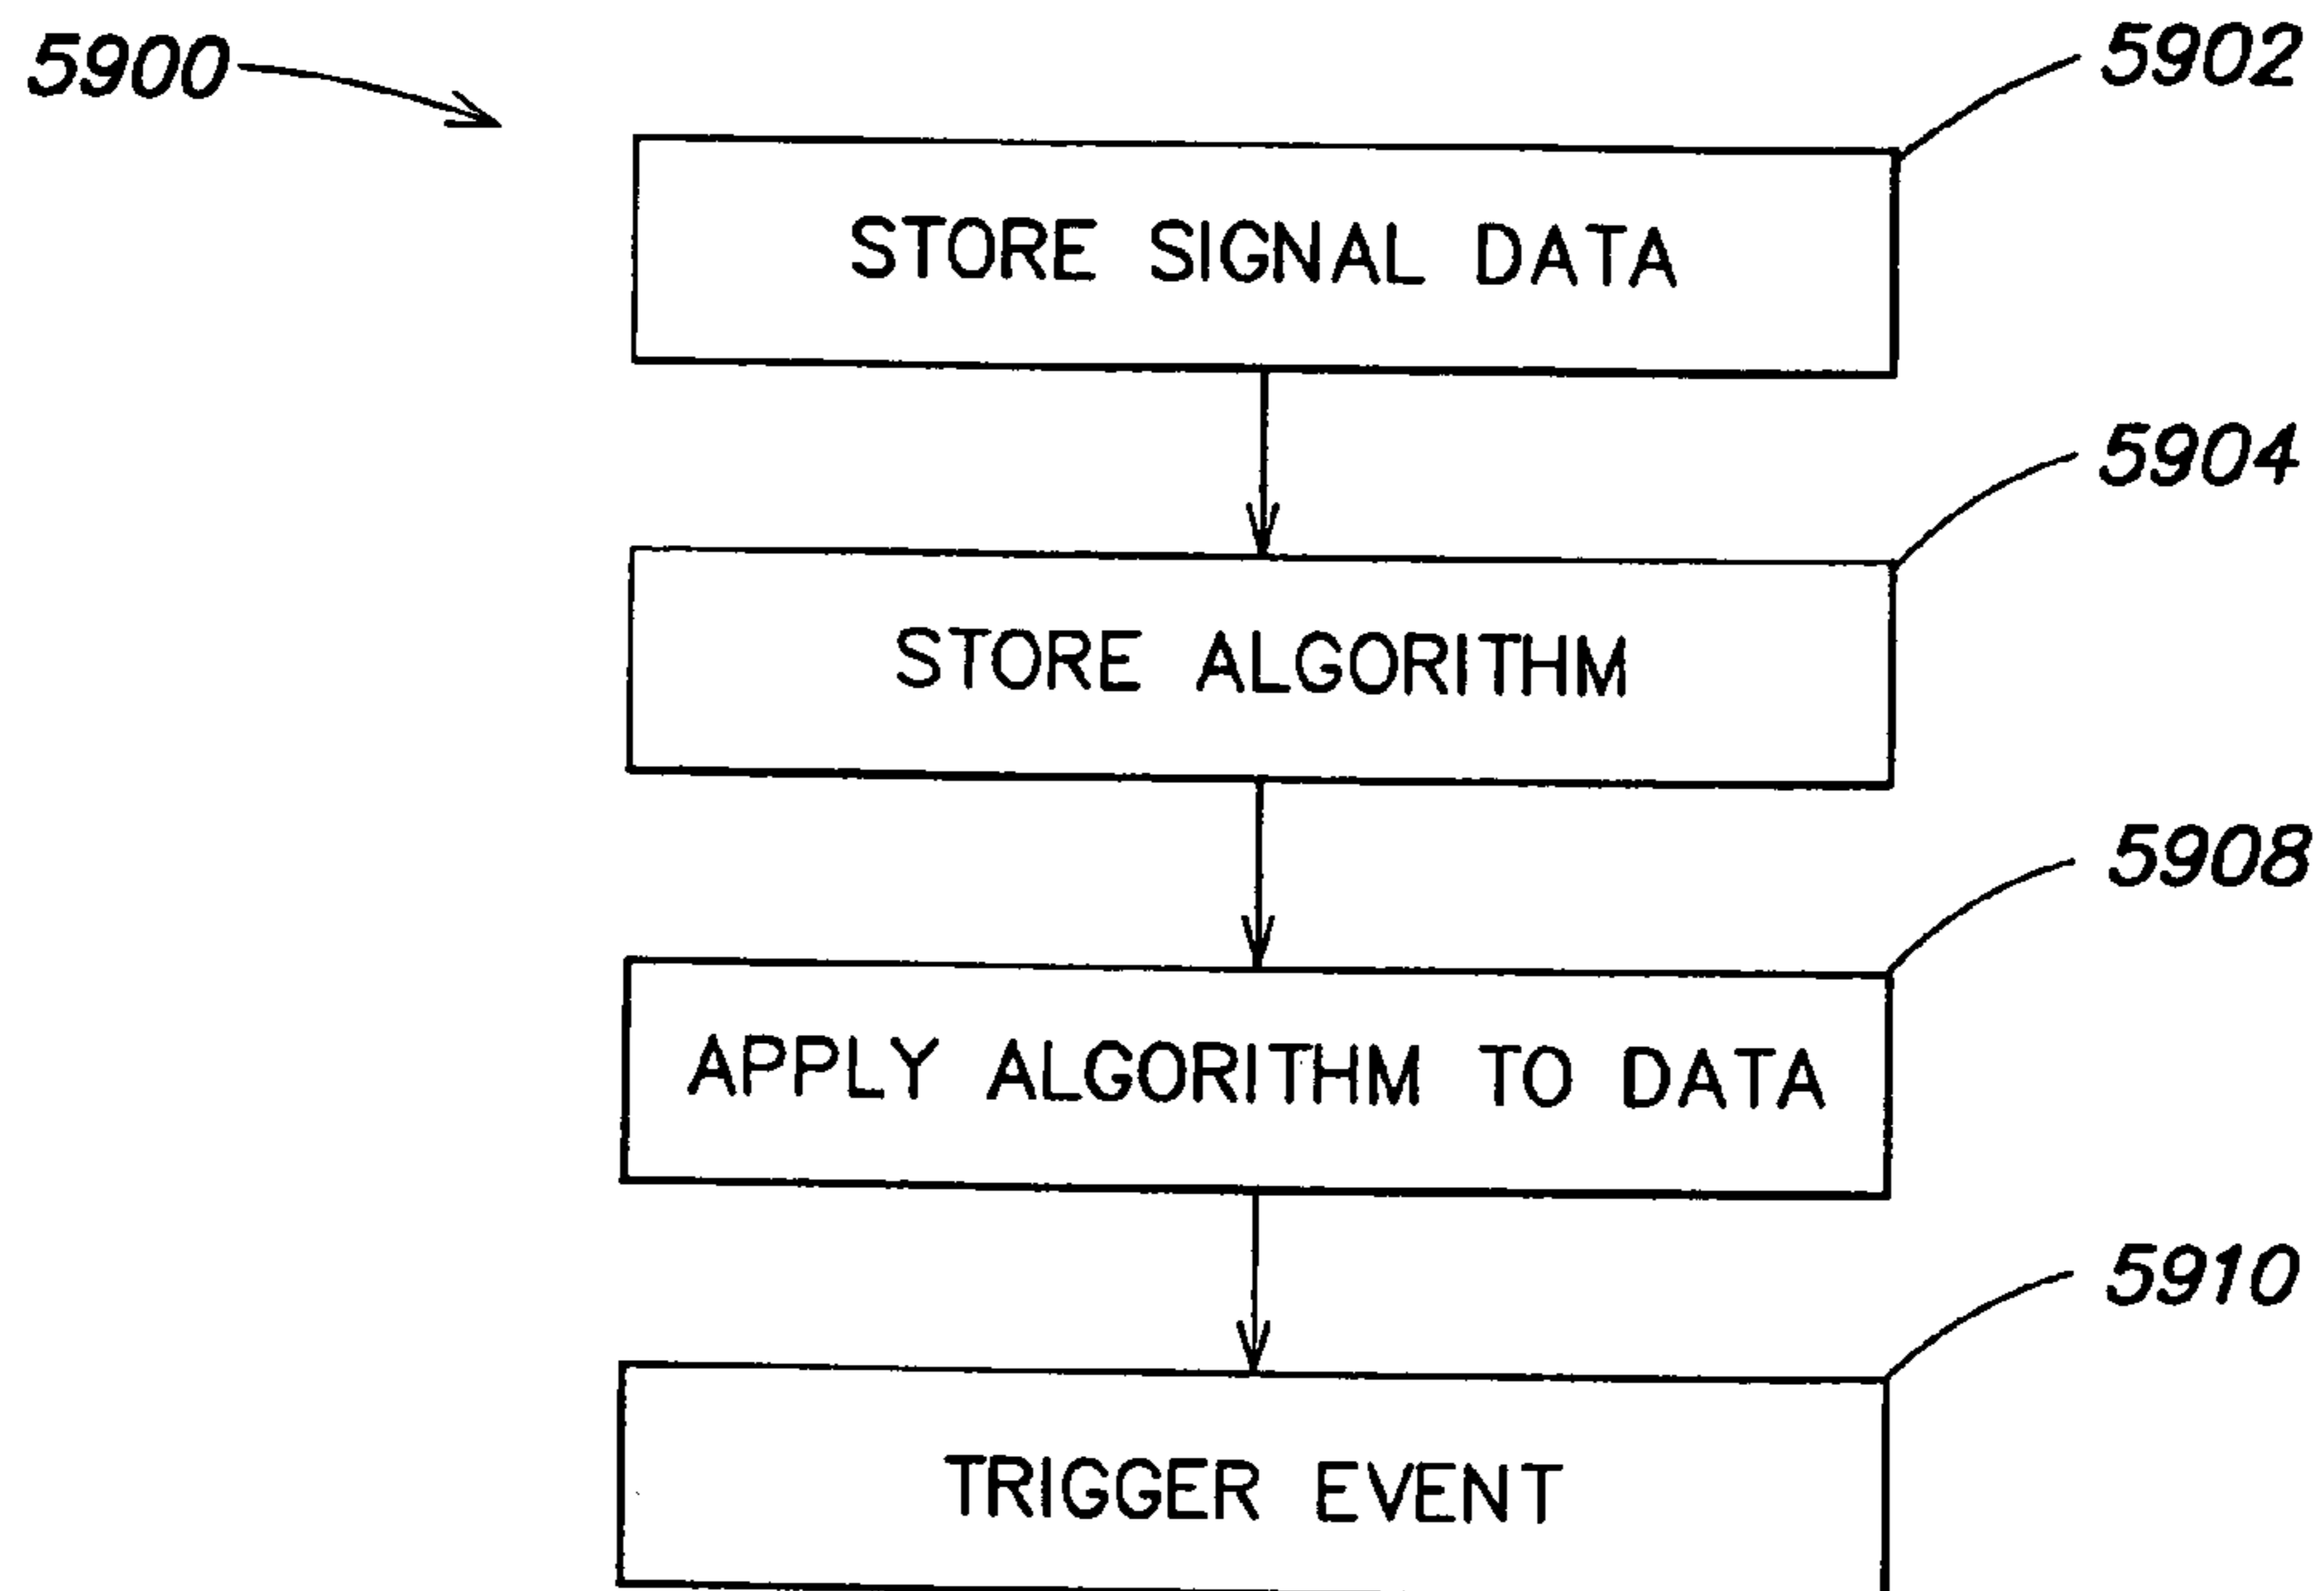 5900
5902
STORE SIGNAL DATA
5904
STORE ALGORITHM
5908
APPLY ALGORITHM TO DATA
5910
TRIGGER EVENT